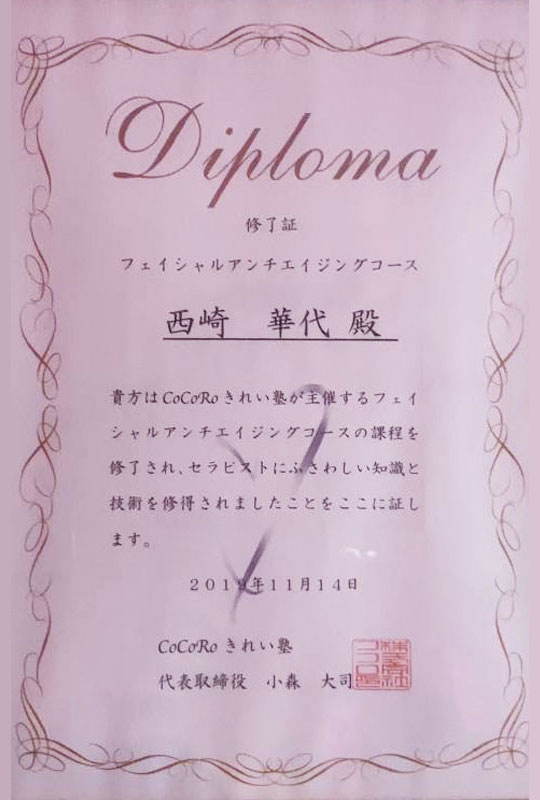 Diploma
修了証
フェイシャルアンチエイジングコース
西崎　華代 殿
貴方はCoCoRoきれい塾が主催するフェイ
シャルアンチエイジングコースの課程を
修了され、セラピストにふさわしい知識と
技術を修得されましたことをここに証し
ます。
2019年11月14日
CoCoRo きれい塾
代表取締役　小森　大司